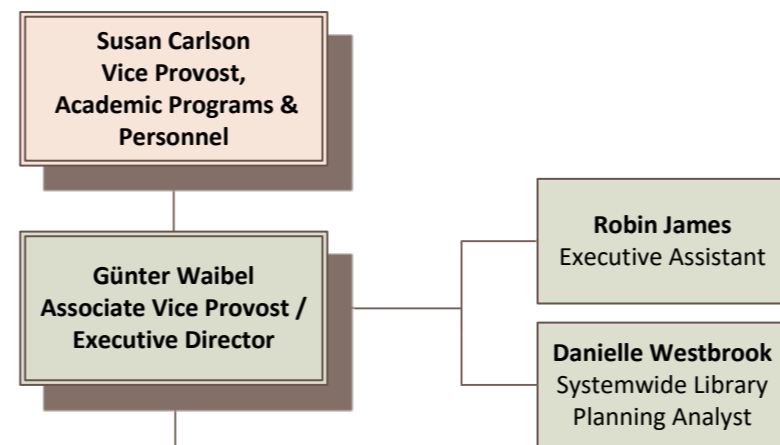 Susan Carlson
Vice Provost,
Academic Programs &
Personnel
Günter Waibel
Associate Vice Provost /
Executive Director
Robin James
Executive Assistant
Danielle Westbrook
Systemwide Library
Planning Analyst